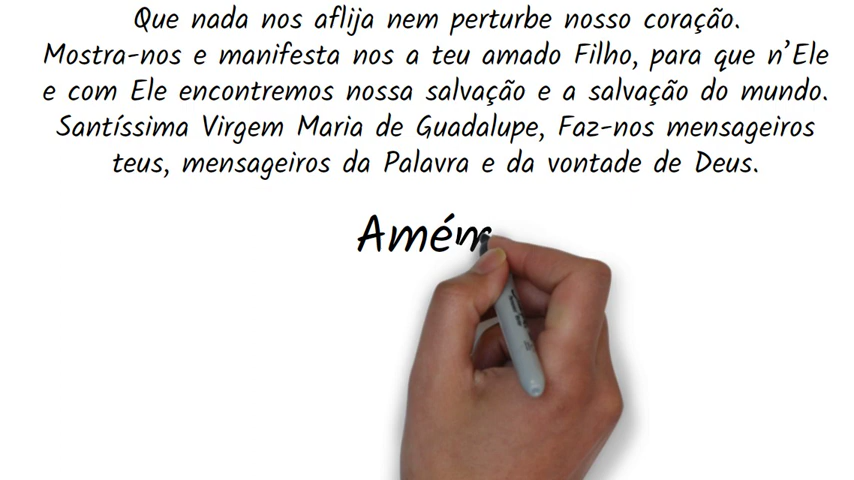 Que nada nos aflija nem perturbe nosso coração.
Mostra-nos e manifesta nos a teu amado Filho, para que n'Ele
e com Ele encontremos nossa salvação e a salvação do mundo.
Santíssima Virgem Maria de Guadalupe, Faz-nos mensageiros
teus, mensageiros da Palavra e da vontade de Deus.
Amém